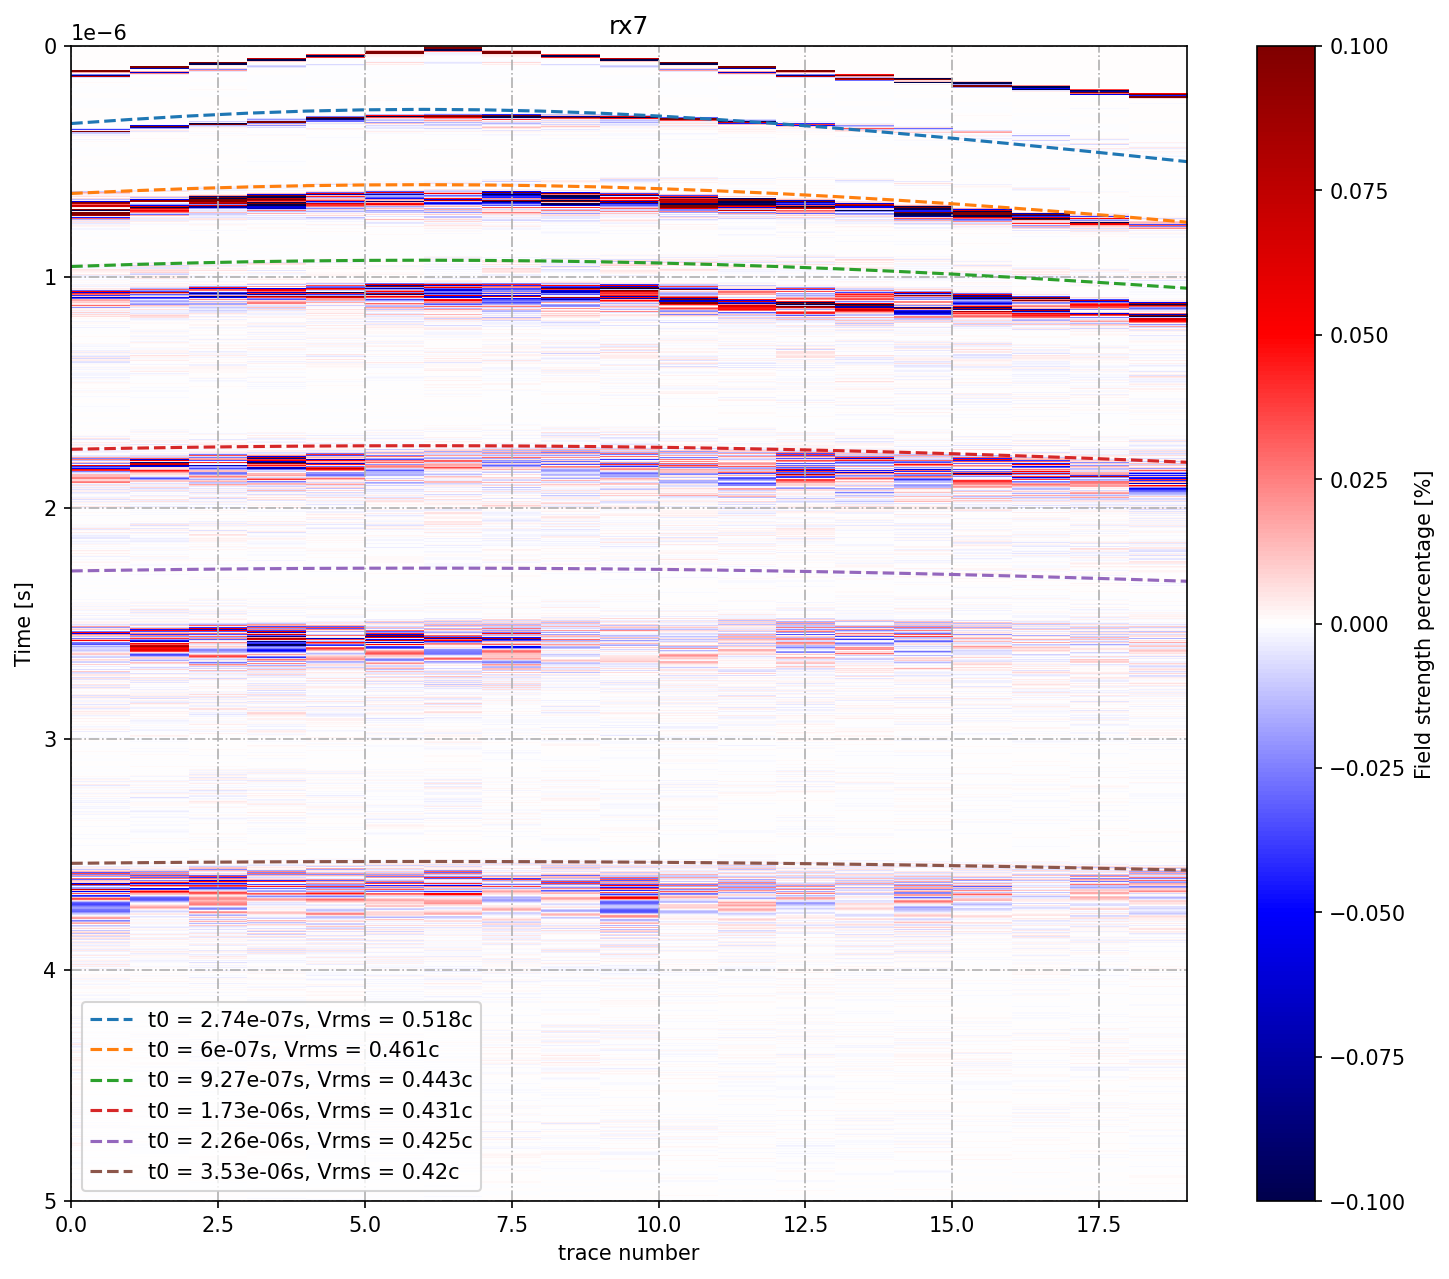 rx7
1e−6
0
1
2
3
4
5
Time [s]
0.0
2.5
5.0
7.5
10.0
12.5
15.0
17.5
trace number
t0 = 2.74e-07s, Vrms = 0.518c
t0 = 6e-07s, Vrms = 0.461c
t0 = 9.27e-07s, Vrms = 0.443c
t0 = 1.73e-06s, Vrms = 0.431c
t0 = 2.26e-06s, Vrms = 0.425c
t0 = 3.53e-06s, Vrms = 0.42c
0.100
0.075
0.050
0.025
0.000
−0.025
−0.050
−0.075
−0.100
Field strength percentage [%]